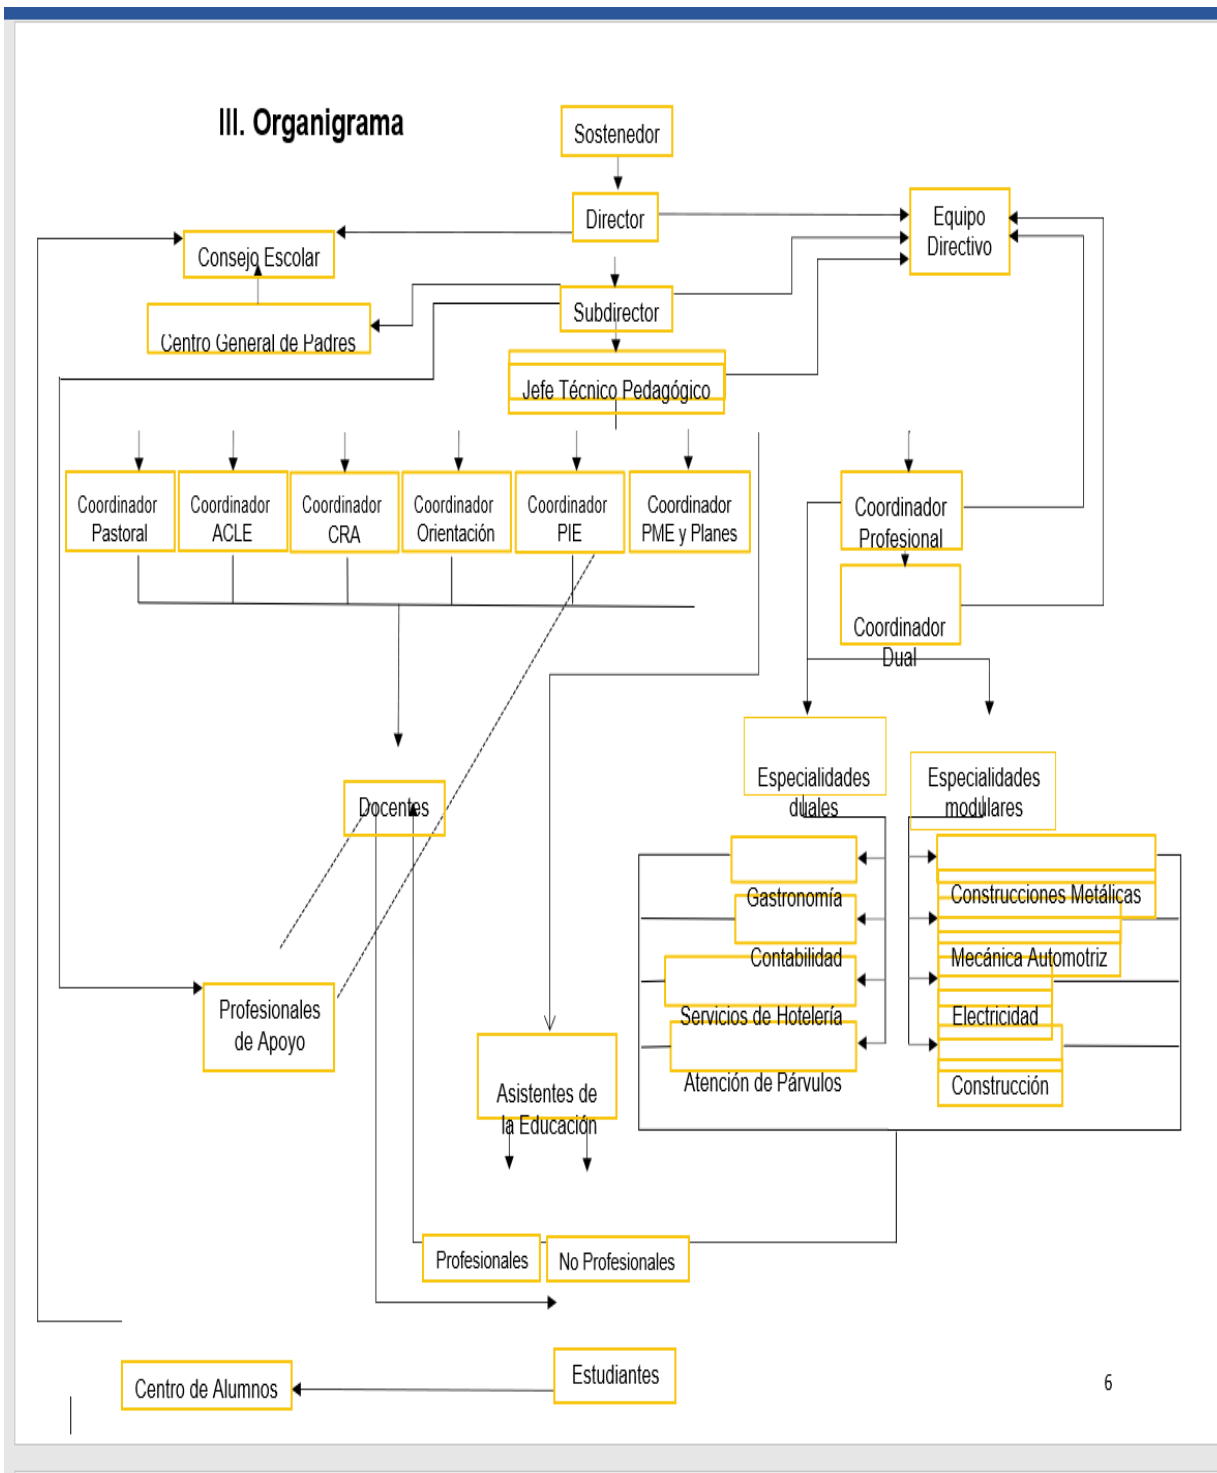 III. Organigrama
Sostenedor
Director
Equipo
Directivo
Consejo Escolar
Subdirector
Centro General de Padres
Jefe Técnico Pedagógico
Coordinador
Pastoral
Coordinador
ACLE
Coordinador
CRA
Coordinador
Orientación
Coordinador
PIE
Coordinador
PME y Planes
Coordinador
Profesional
Coordinador
Dual
Especialidades
duales
Especialidades
modulares
Docentes
Gastronomía
Construcciones Metálicas
Contabilidad
Mecánica Automotriz
Servicios de Hotelería
Electricidad
Profesionales
de Apoyo
Atención de Párvulos
Construcción
Asistentes de
la Educación
Profesionales
No Profesionales
Centro de Alumnos
Estudiantes
6